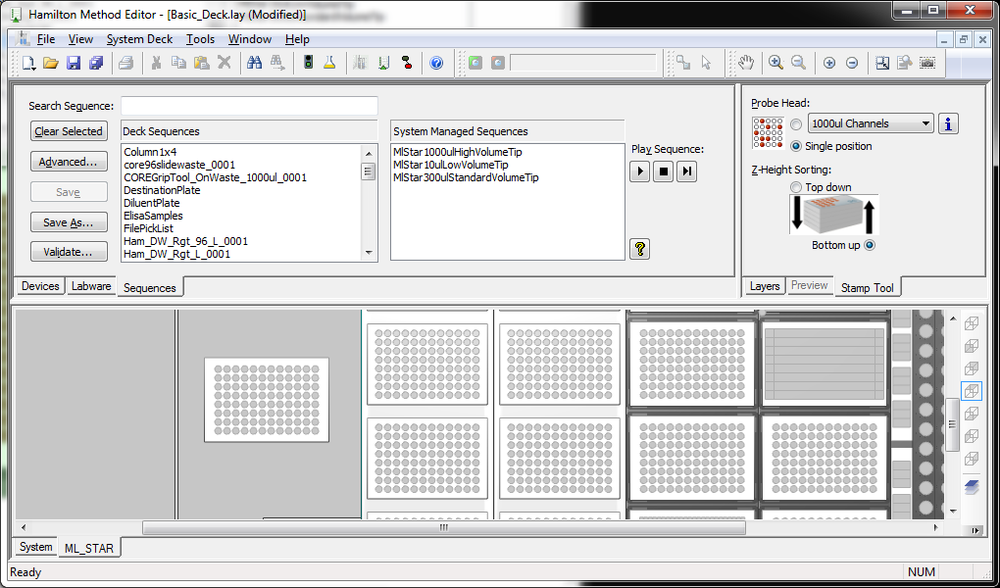 Hamilton Method Editor - [Basic_Deck.lay (Modified)]
File View System Deck Tools Window Help
Search Sequence:
Clear Selected
Advanced...
Save
Save As...
Validate...
Deck Sequences
Column1x4
core96slidewaste_0001
COREGripTool_OnWaste_1000ul_0001
DestinationPlate
DiluentPlate
ElisaSamples
FilePickList
Ham_DW_Rgt_96_L_0001
Ham_DW_Rgt_L_0001
System Managed Sequences
MlStar1000ulHighVolumeTip
MlStar10ulLowVolumeTip
MlStar300ulStandardVolumeTip
Play Sequence:
Devices Labware Sequences
Probe Head:
1000ul Channels
Single position
Z-Height Sorting:
Top down
Bottom up
Layers Preview Stamp Tool
System ML_STAR
Ready NUM